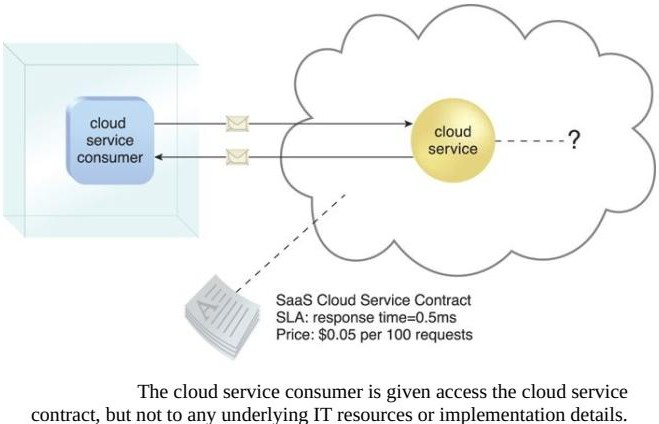 cloud
service
consumer
cloud
service
?
SaaS Cloud Service Contract
SLA: response time=0.5ms
Price: $0.05 per 100 requests
The cloud service consumer is given access the cloud service
contract, but not to any underlying IT resources or implementation details.